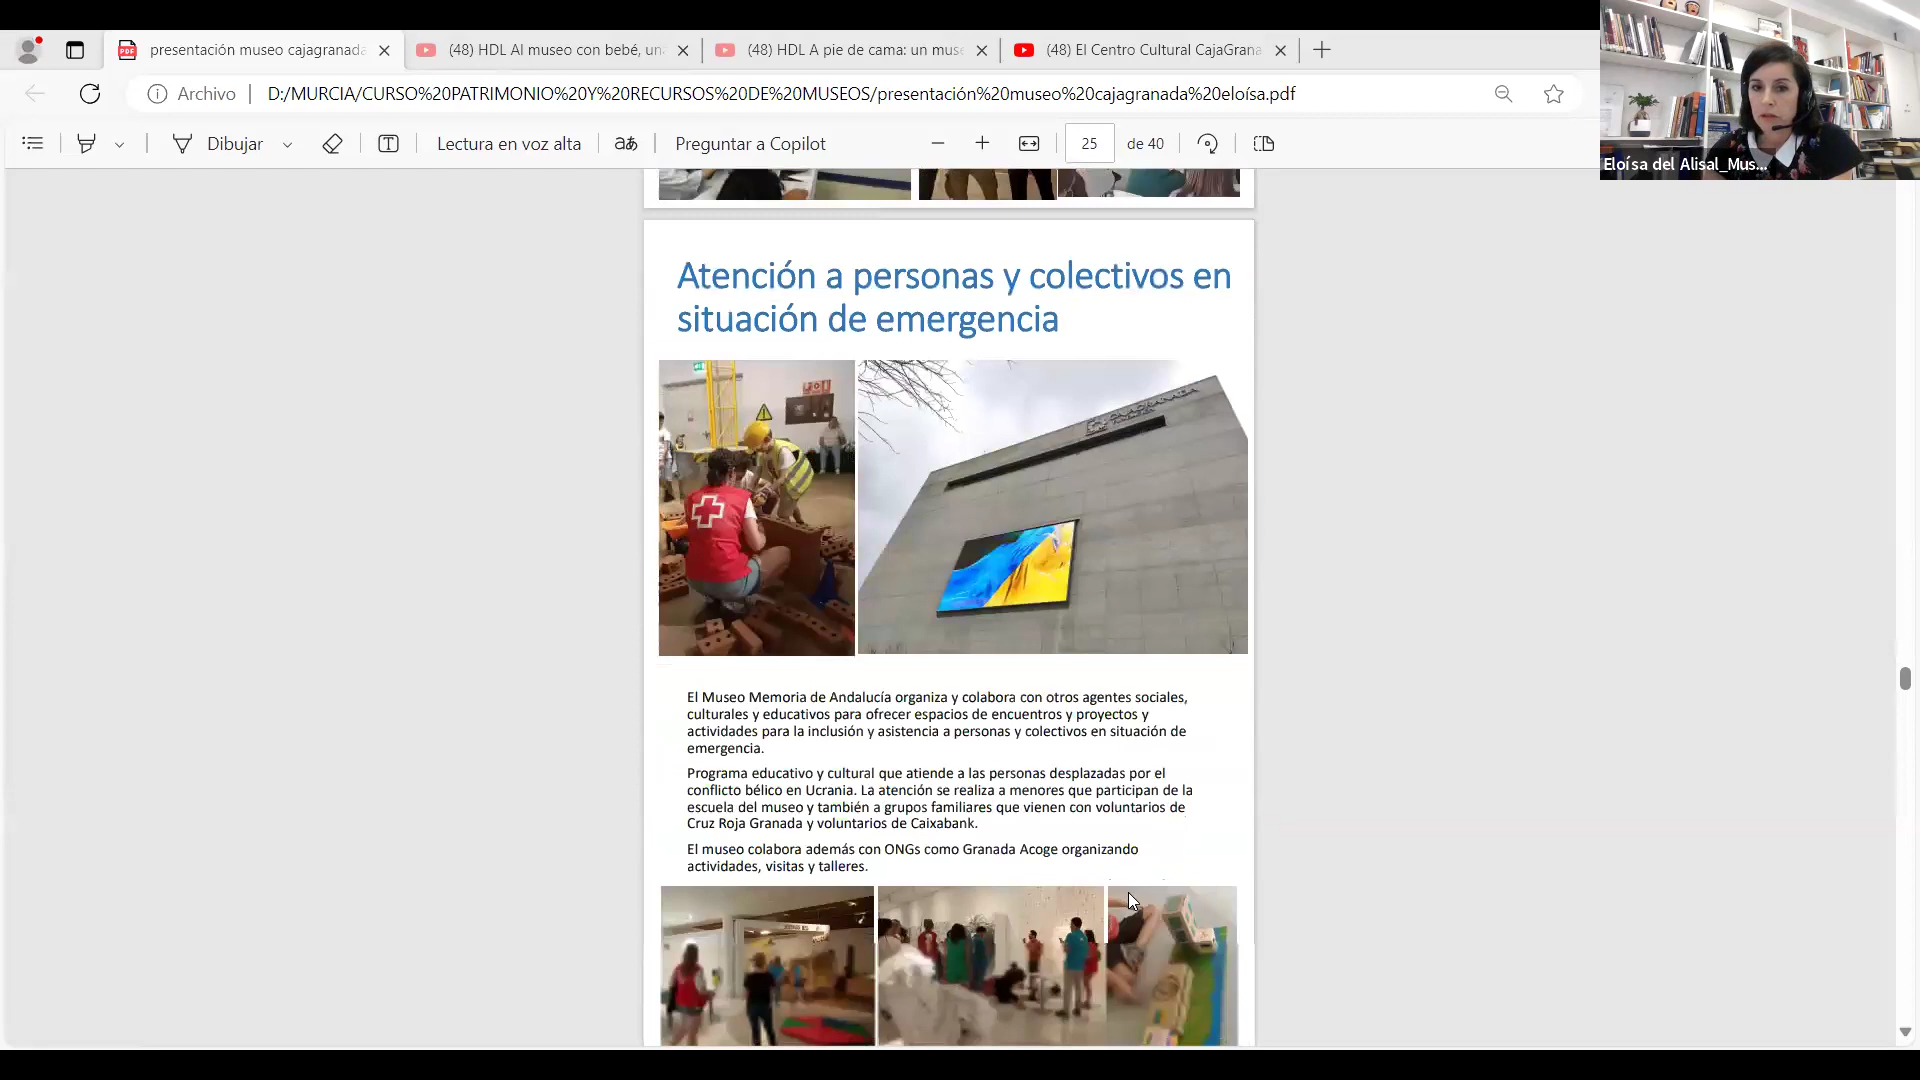 presentación museo cajagranada
(48) HDL Al museo con bebé, una
(48) HDL A pie de cama: un muse
(48) El Centro Cultural CajaGrana
Archivo
D:/MURCIA/CURSO%20PATRIMONIO%20Y%20RECURSOS%20DE%20MUSEOS/presentación%20museo%20cajagranada%20eloísa.pdf
Dibujar
Lectura en voz alta
aあ
Preguntar a Copilot
25
de 40
Eloísa del Alisal_Mus...
Atención a personas y colectivos en
situación de emergencia
El Museo Memoria de Andalucía organiza y colabora con otros agentes sociales,
culturales y educativos para ofrecer espacios de encuentros y proyectos y
actividades para la inclusión y asistencia a personas y colectivos en situación de
emergencia.
Programa educativo y cultural que atiende a las personas desplazadas por el
conflicto bélico en Ucrania. La atención se realiza a menores que participan de la
escuela del museo y también a grupos familiares que vienen con voluntarios de
Cruz Roja Granada y voluntarios de Caixabank.
El museo colabora además con ONGs como Granada Acoge organizando
actividades, visitas y talleres.